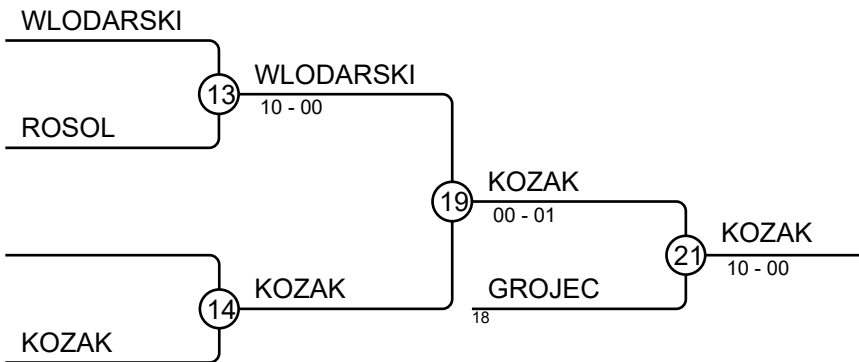 WLODARSKI
13
WLODARSKI
10 - 00
ROSOL
19
KOZAK
00 - 01
21
KOZAK
10 - 00
14
KOZAK
GROJEC
18
KOZAK